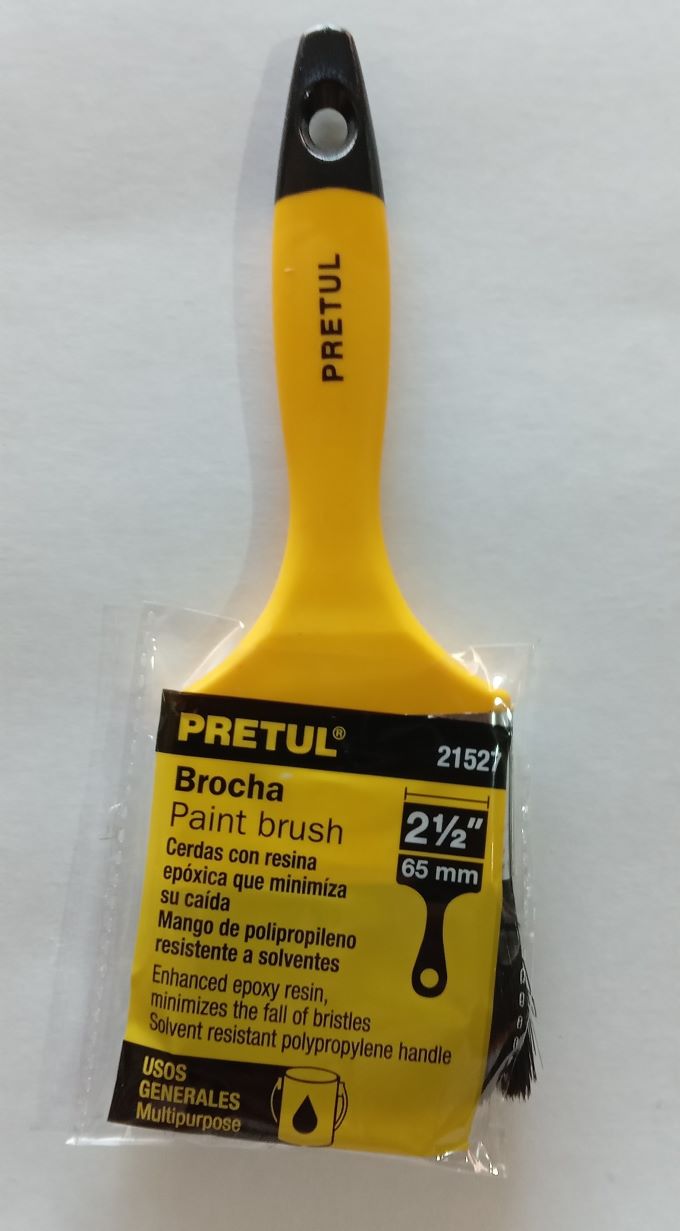 PRETUL
PRETUL®
21527
Brocha
Paint brush
2½"
65 mm
Cerdas con resina
epóxica que minimíza
su caída
Mango de polipropileno
resistente a solventes
Enhanced epoxy resin,
minimizes the fall of bristles
Solvent resistant polypropylene handle
USOS
GENERALES
Multipurpose